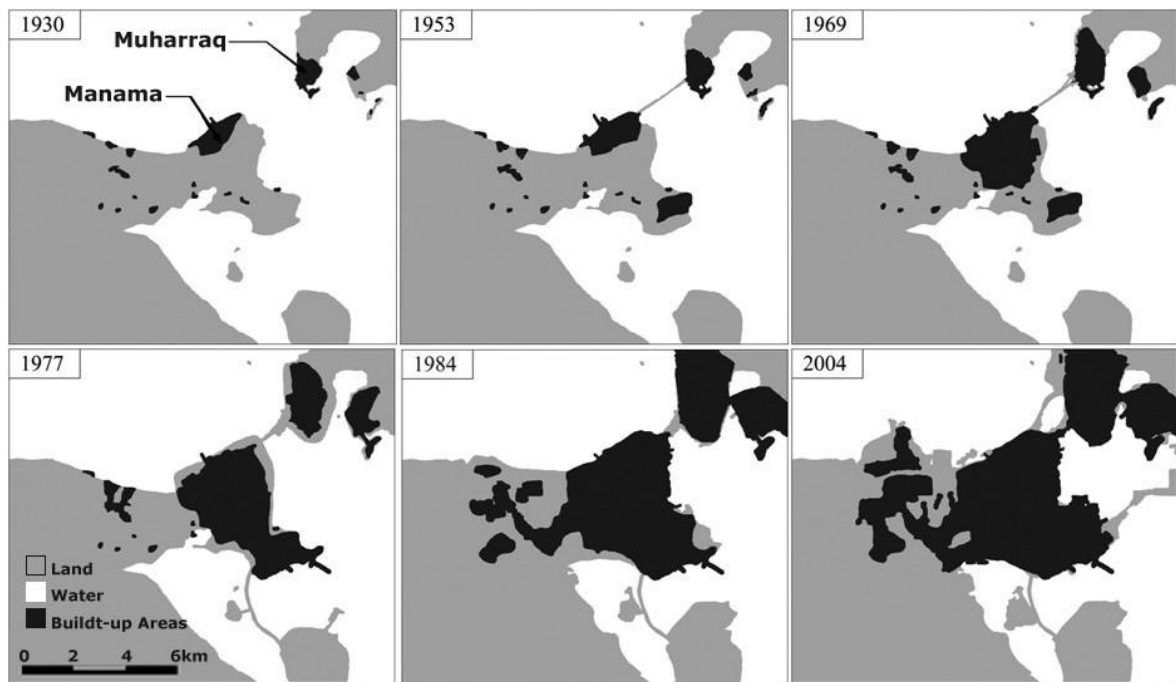 1930
Muharraq
Manama
1953
1969
1977
Land
Water
Buildt-up Areas
0 2 4 6km
1984
2004